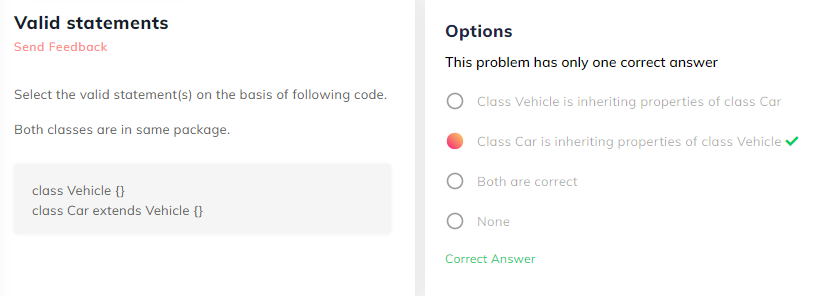 Valid statements
Send Feedback
Select the valid statement(s) on the basis of following code.
Both classes are in same package.
class Vehicle {}
class Car extends Vehicle {}
Options
This problem has only one correct answer
Class Vehicle is inheriting properties of class Car
Class Car is inheriting properties of class Vehicle
Both are correct
None
Correct Answer